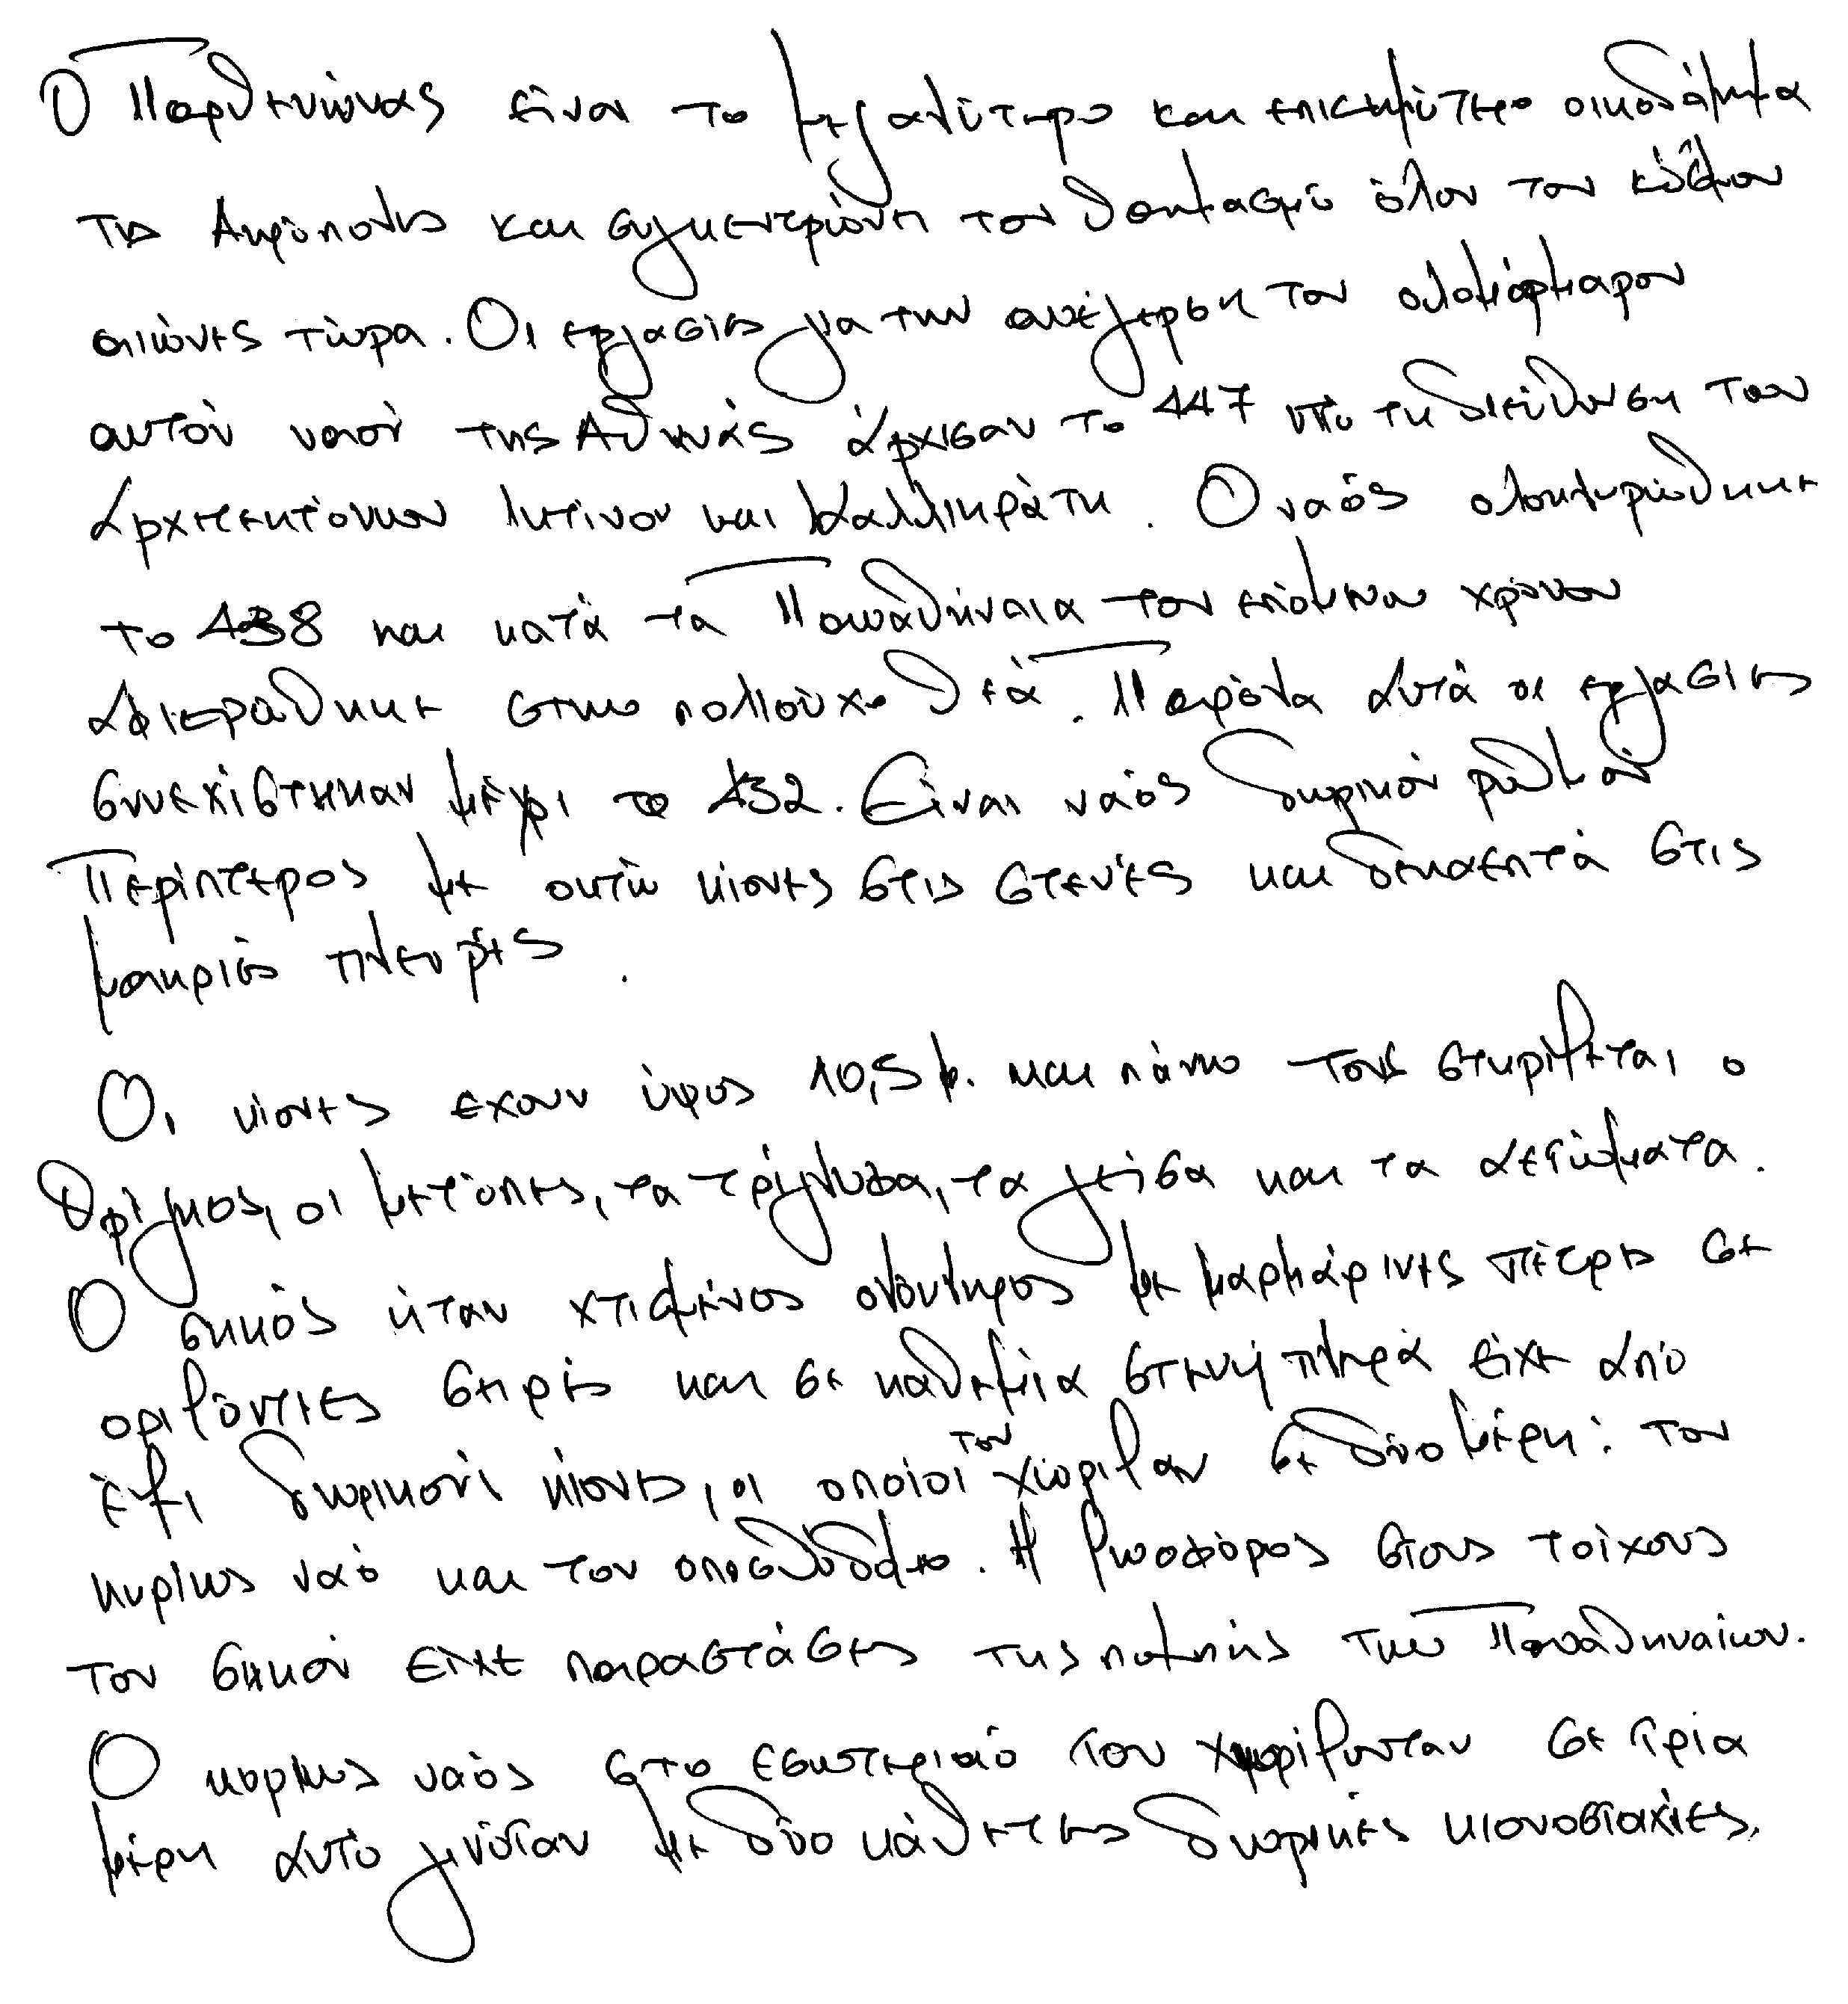 Ο Παρθενώνας είναι το μεγαλύτερο και επισημότερο οικοδόμημα
της Ακρόπολης και συγκεντρώνει τον θαυμασμό όλου του κόσμου
αιώνες τώρα. Οι εργασίες για την ανέγερση του ολομάρμαρου
αυτού ναού της Αθηνάς άρχισαν το 447 υπό τη διεύθυνση των
αρχιτεκτόνων Ικτίνου και Καλλικράτη. Ο ναός ολοκληρώθηκε
το 438 και κατά τα Παναθήναια του επόμενου χρόνου
αφιερώθηκε στην πολιούχο θεά. Παρόλα αυτά οι εργασίες
συνεχίστηκαν μέχρι το 432. Είναι ναός δωρικού ρυθμού
Περίπτερος με οκτώ κίονες στις στενές και δεκαεπτά στις
μακριές πλευρές.
Οι κίονες έχουν ύψος 10,5 μ. και πάνω τους στηρίζεται ο
θριγκός, οι μετόπες, τα τρίγλυφα, τα γείσα και τα αετώματα.
Ο σηκός ήταν χτισμένος ολόκληρος με μαρμάρινες πέτρες σε
οριζόντιες σειρές και σε καθεμία στενή πλευρά είχε από
έξι δωρικούς κίονες, οι οποίοι τον χώριζαν σε δύο μέρη: τον
κυρίως ναό και τον οπισθόδομο. Η ζωοφόρος στους τοίχους
του σηκού είχε παραστάσεις της πομπής των Παναθηναίων.
Ο κυρίως ναός στο εσωτερικό του χωρίζονταν σε τρία
μέρη αυτό γινόταν με δύο κάθετες δωρικές κιονοστοιχίες.